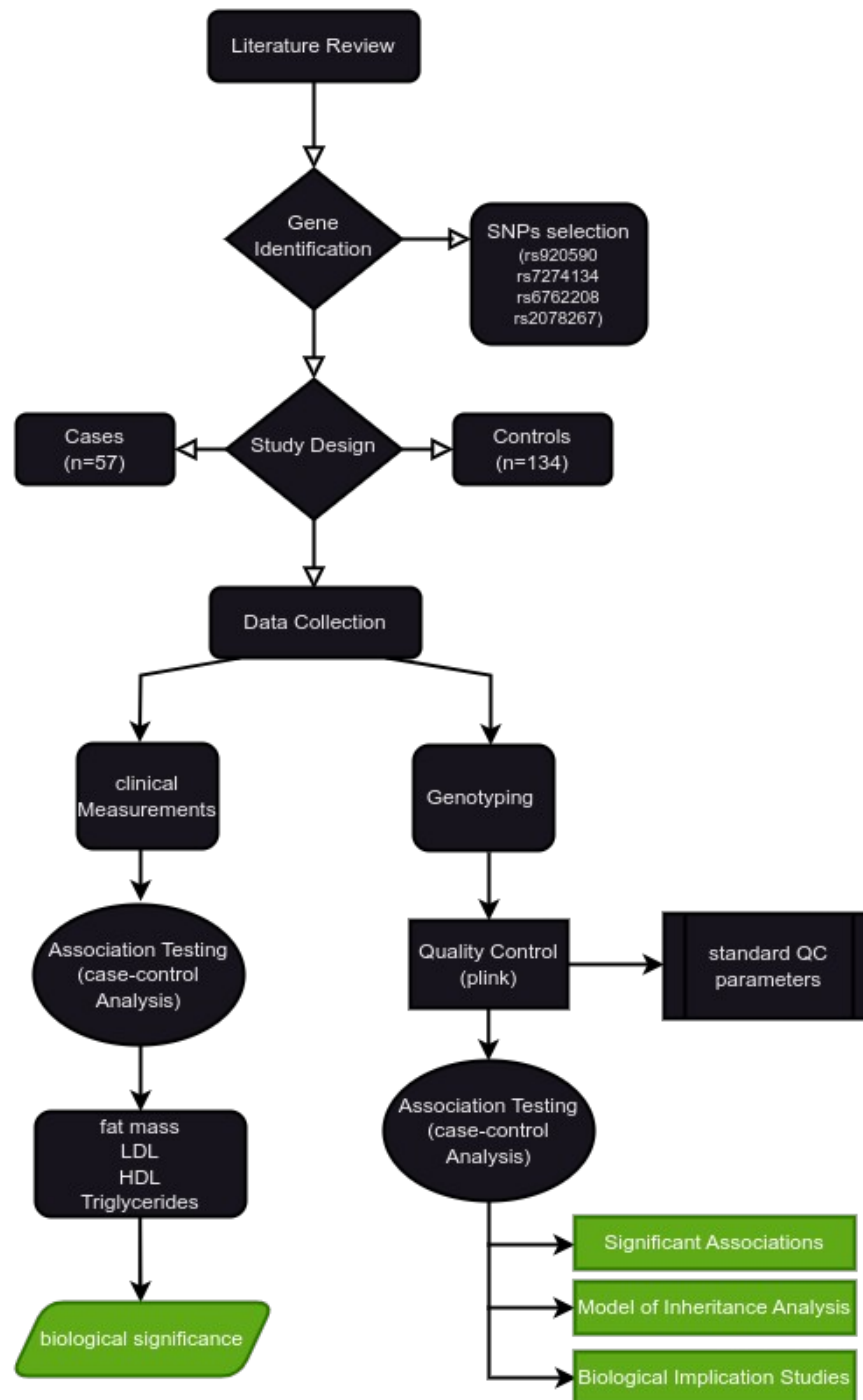 Literature Review
Gene
Identification
SNPs selection
(rs920590
rs7274134
rs6762208
rs2078267)
Cases
(n=57)
Study Design
Controls
(n=134)
Data Collection
clinical
Measurements
Genotyping
Association Testing
(case-control
Analysis)
Quality Control
(plink)
standard QC
parameters
fat mass
LDL
HDL
Triglycerides
Association Testing
(case-control
Analysis)
Significant Associations
Model of Inheritance Analysis
Biological Implication Studies
biological significance